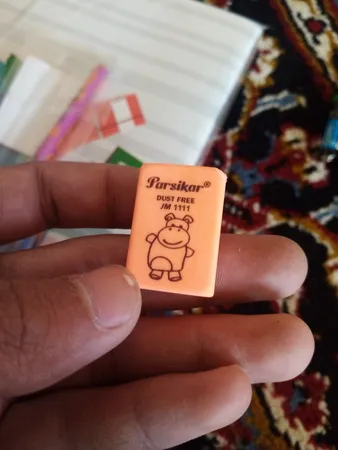 Parsikar®
DUST FREE
JM 1111